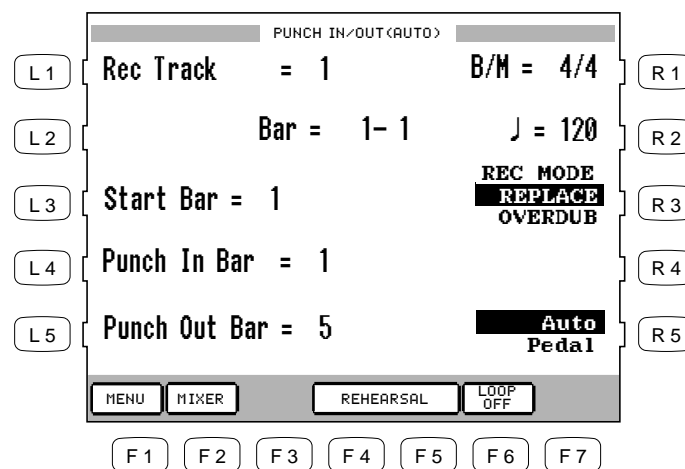 PUNCH IN/OUT(AUTO)
L1 Rec Track = 1 B/M = 4/4 R1
L2 Bar = 1- 1 ♩ = 120 R2
REC MODE
L3 Start Bar = 1 REPLACE R3
OVERDUB
L4 Punch In Bar = 1 R4
L5 Punch Out Bar = 5 Auto R5
Pedal
MENU MIXER REHEARSAL LOOP OFF
F1 F2 F3 F4 F5 F6 F7